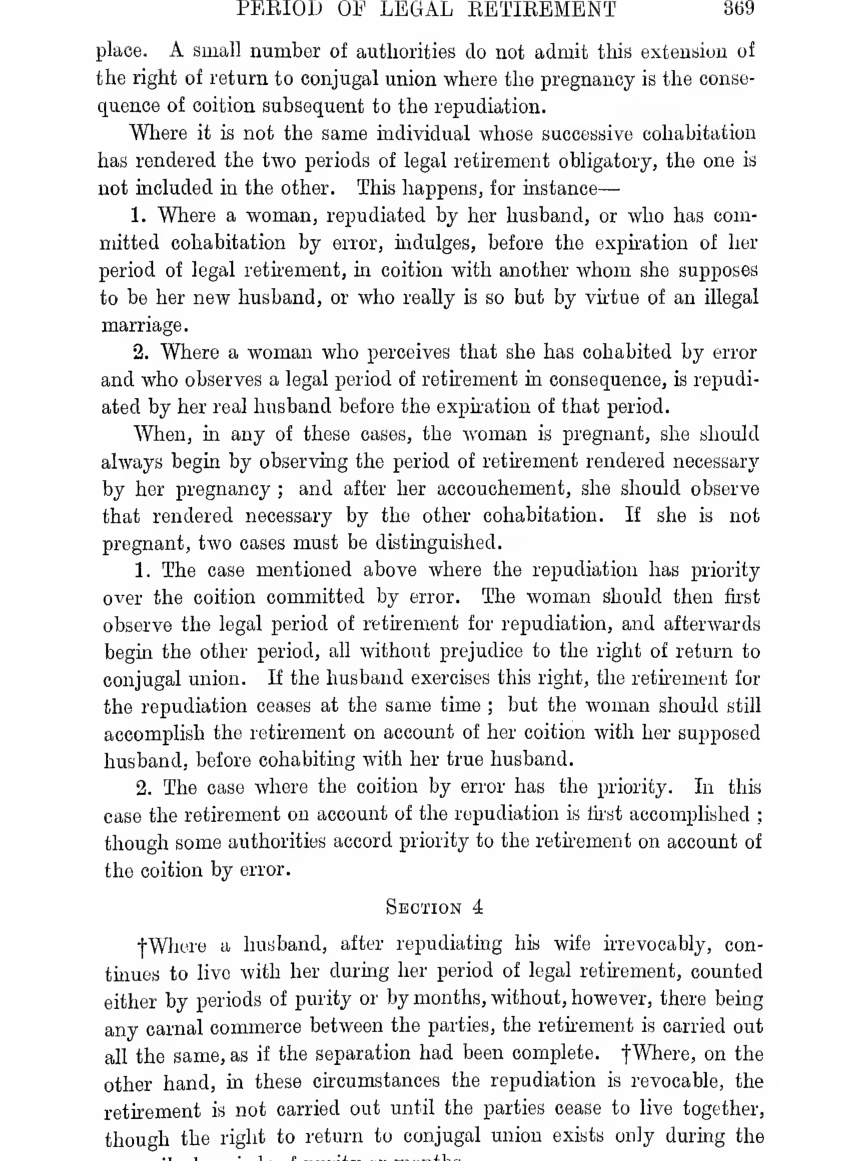 PERIOD OF LEGAL RETIREMENT 369
place. A small number of authorities do not admit this extension of
the right of return to conjugal union where the pregnancy is the conse-
quence of coition subsequent to the repudiation.
Where it is not the same individual whose successive cohabitation
has rendered the two periods of legal retirement obligatory, the one is
not included in the other. This happens, for instance—
1. Where a woman, repudiated by her husband, or who has com-
mitted cohabitation by error, indulges, before the expiration of her
period of legal retirement, in coition with another whom she supposes
to be her new husband, or who really is so but by virtue of an illegal
marriage.
2. Where a woman who perceives that she has cohabited by error
and who observes a legal period of retirement in consequence, is repudi-
ated by her real husband before the expiration of that period.
When, in any of these cases, the woman is pregnant, she should
always begin by observing the period of retirement rendered necessary
by her pregnancy ; and after her accouchement, she should observe
that rendered necessary by the other cohabitation. If she is not
pregnant, two cases must be distinguished.
1. The case mentioned above where the repudiation has priority
over the coition committed by error. The woman should then first
observe the legal period of retirement for repudiation, and afterwards
begin the other period, all without prejudice to the right of return to
conjugal union. If the husband exercises this right, the retirement for
the repudiation ceases at the same time ; but the woman should still
accomplish the retirement on account of her coition with her supposed
husband, before cohabiting with her true husband.
2. The case where the coition by error has the priority. In this
case the retirement on account of the repudiation is first accomplished ;
though some authorities accord priority to the retirement on account of
the coition by error.
SECTION 4
†Where a husband, after repudiating his wife irrevocably, con-
tinues to live with her during her period of legal retirement, counted
either by periods of purity or by months, without, however, there being
any carnal commerce between the parties, the retirement is carried out
all the same, as if the separation had been complete. †Where, on the
other hand, in these circumstances the repudiation is revocable, the
retirement is not carried out until the parties cease to live together,
though the right to return to conjugal union exists only during the